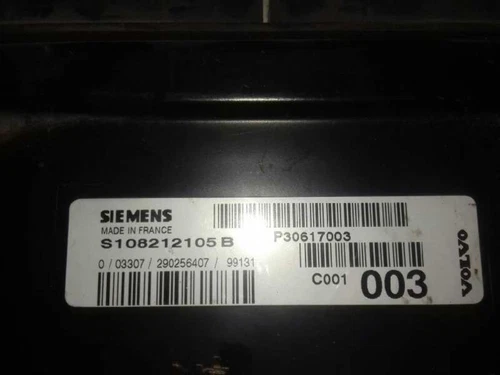 SIEMENS
MADE IN FRANCE
S108212105 B
P30617003
0 / 03307 / 290256407 / 99131
C001
003
VOLVO